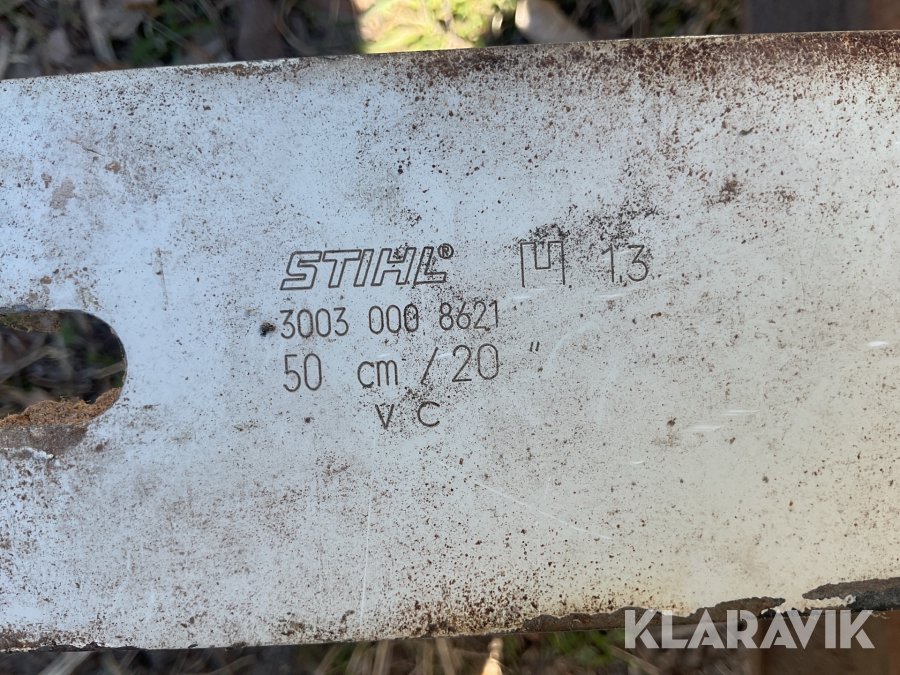 STIHL® 1.3
3003 000 8621
50 cm / 20 "
V C
KLARAVIK